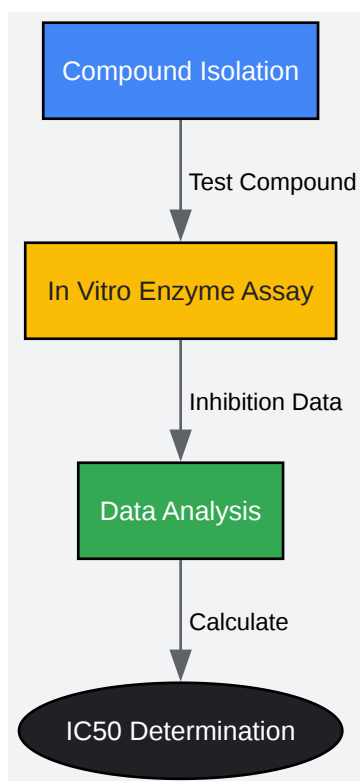 Compound Isolation
Test Compound
In Vitro Enzyme Assay
Inhibition Data
Data Analysis
Calculate
IC50 Determination